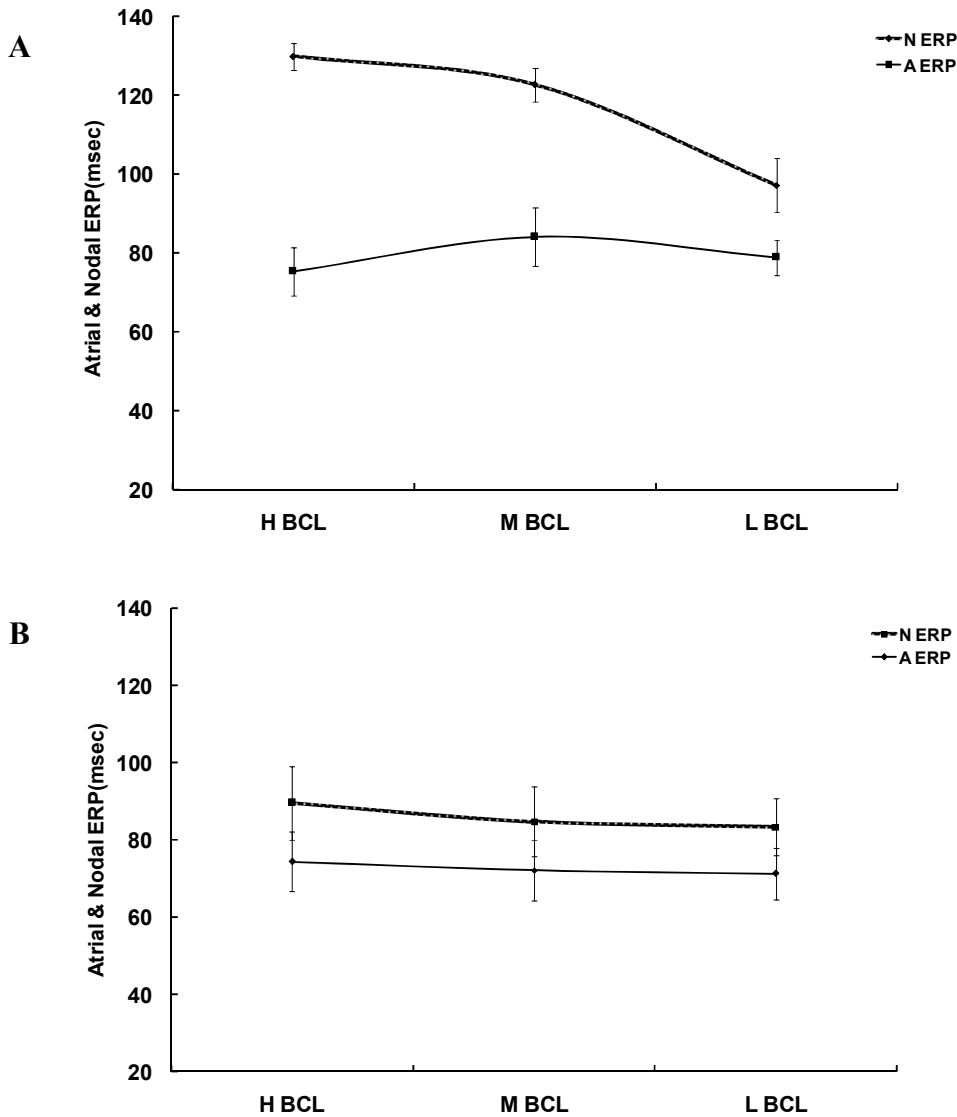 A
140
120
100
80
60
40
20
Atrial & Nodal ERP(msec)
H BCL
M BCL
L BCL
N ERP
A ERP
B
140
120
100
80
60
40
20
Atrial & Nodal ERP(msec)
H BCL
M BCL
L BCL
N ERP
A ERP